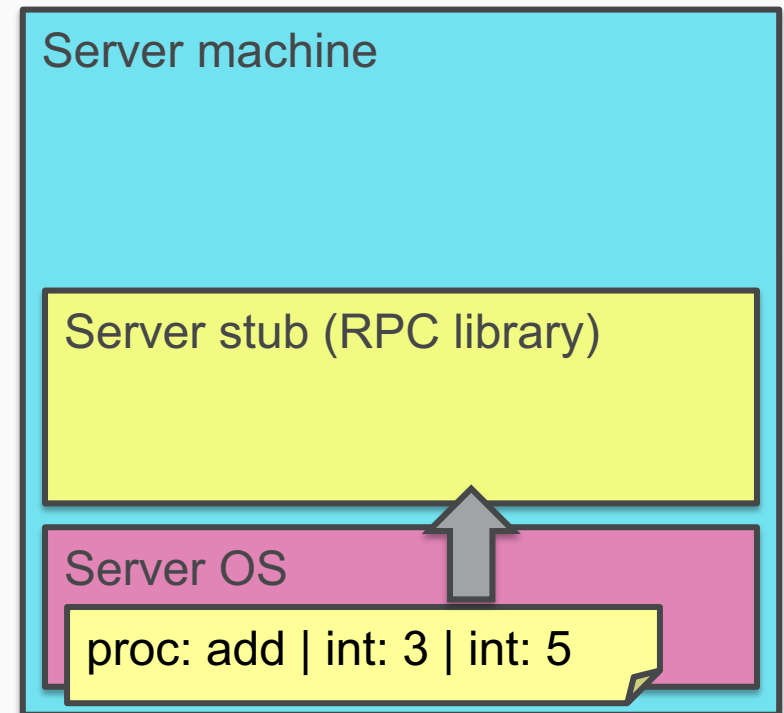 Server machine
Server stub (RPC library)
Server OS
proc: add | int: 3 | int: 5